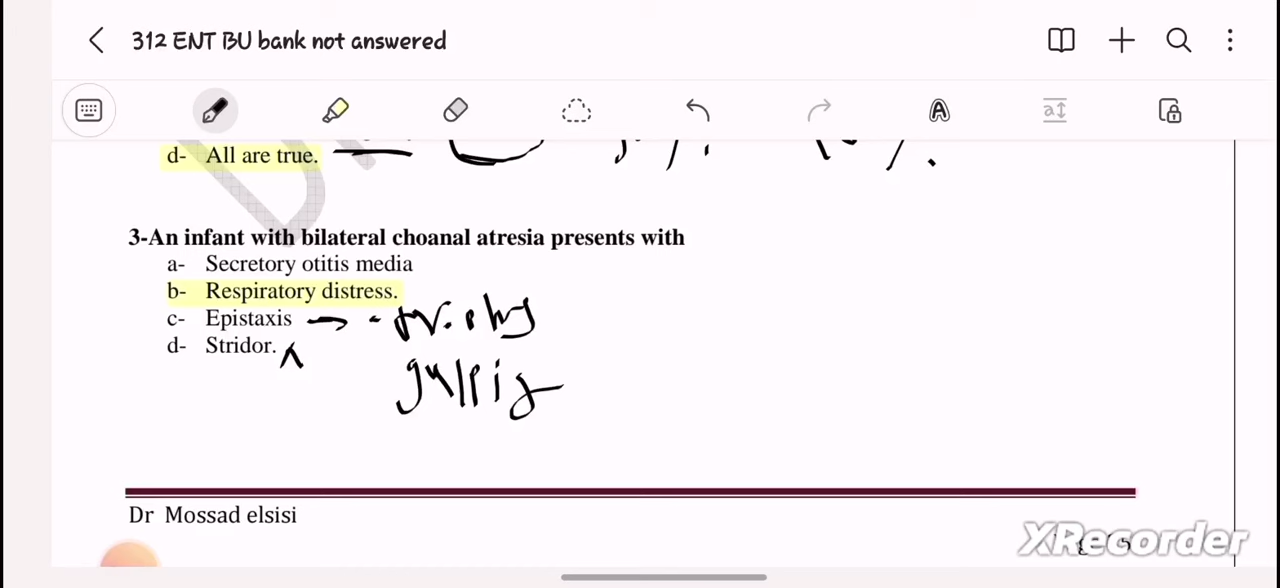 312 ENT BU bank not answered
d- All are true.
3-An infant with bilateral choanal atresia presents with
a- Secretory otitis media
b- Respiratory distress.
c- Epistaxis
d- Stridor.
Dr Mossad elsisi
XRecorder